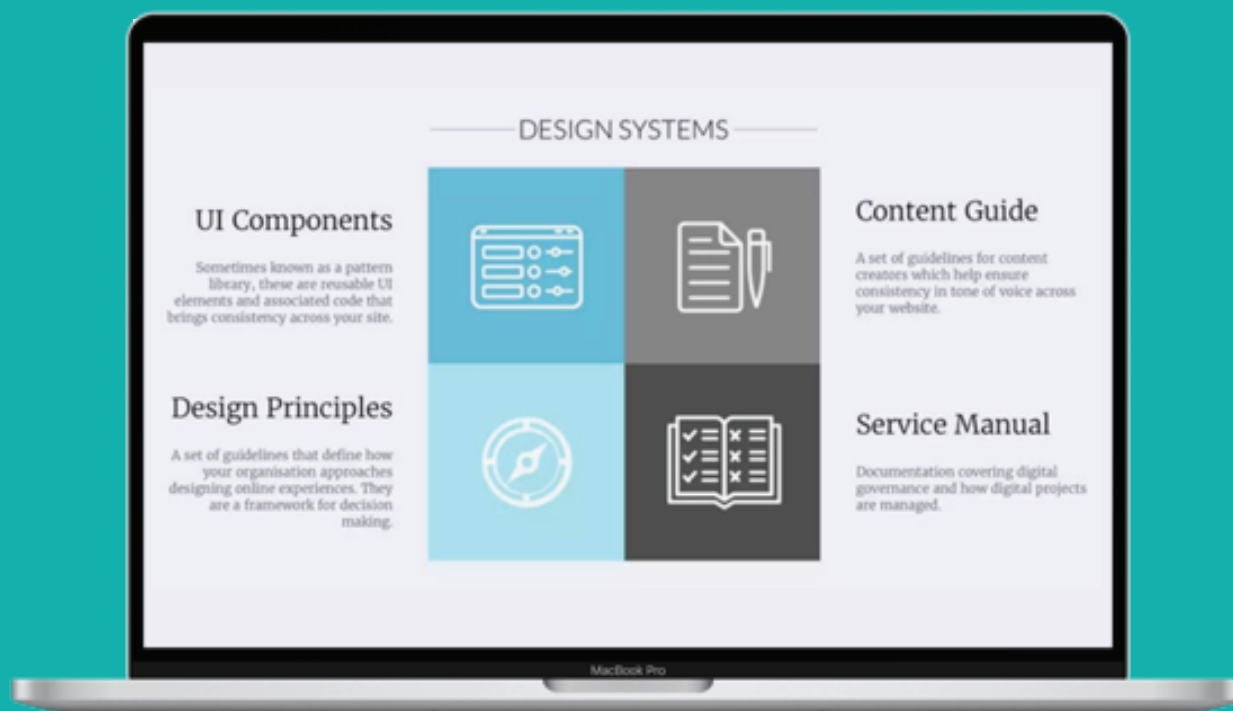 DESIGN SYSTEMS
UI Components
Sometimes known as a pattern
library, these are reusable UI
elements and associated code that
brings consistency across your site.
Content Guide
A set of guidelines for content
creators which help ensure
consistency in tone of voice across
your website.
Design Principles
A set of guidelines that define how
your organisation approaches
designing online experiences. They
are a framework for decision
making.
Service Manual
Documentation covering digital
governance and how digital projects
are managed.
MacBook Pro